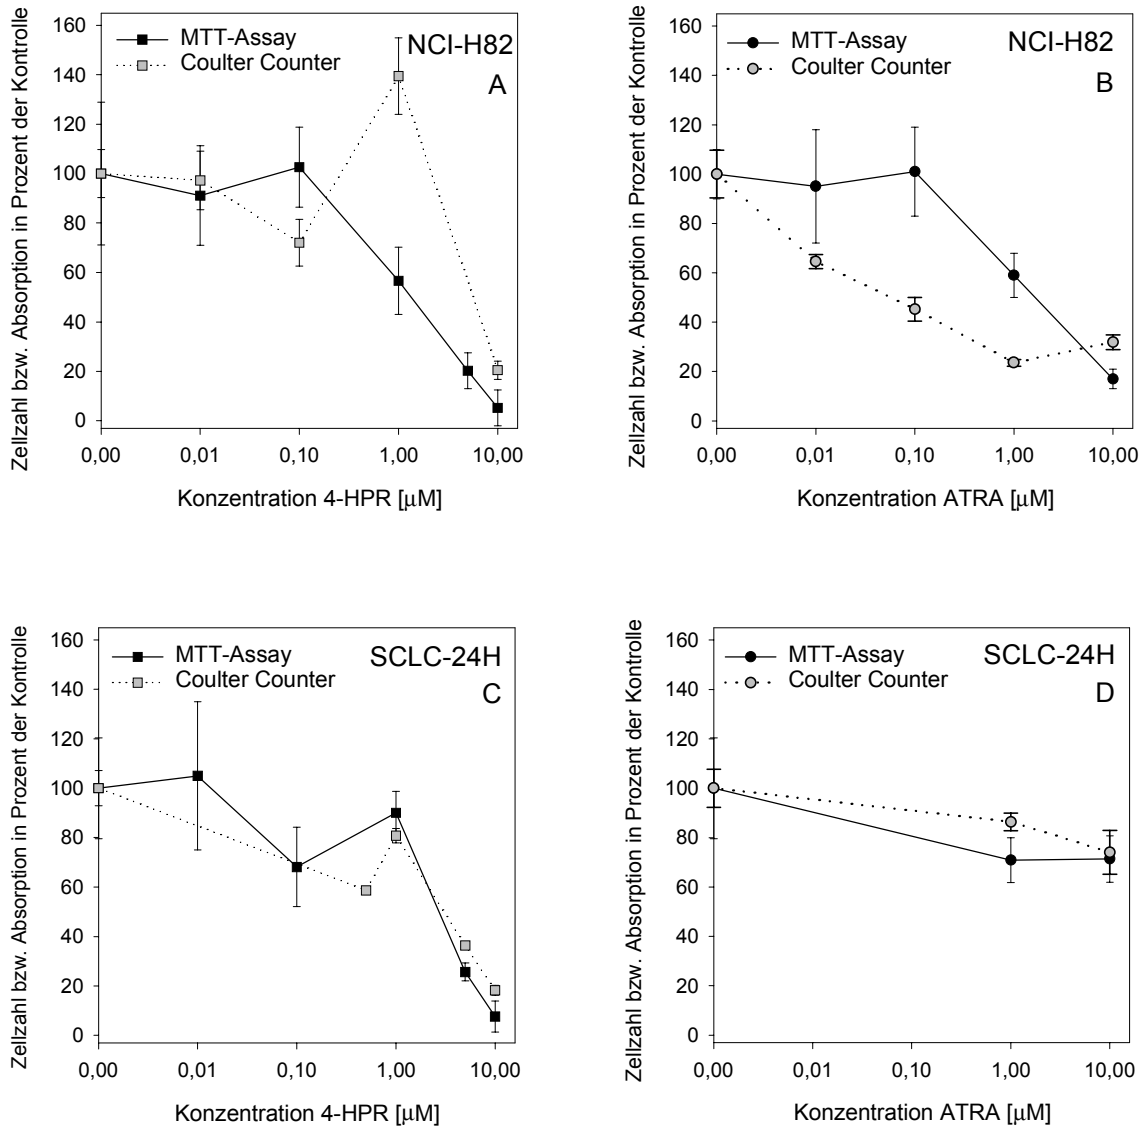 MTT-Assay
Coulter Counter
NCI-H82
A
Zellzahl bzw. Absorption in Prozent der Kontrolle
160
140
120
100
80
60
40
20
0
0,00 0,01 0,10 1,00 10,00
Konzentration 4-HPR [µM]
MTT-Assay
Coulter Counter
NCI-H82
B
Zellzahl bzw. Absorption in Prozent der Kontrolle
160
140
120
100
80
60
40
20
0
0,00 0,01 0,10 1,00 10,00
Konzentration ATRA [µM]
MTT-Assay
Coulter Counter
SCLC-24H
C
Zellzahl bzw. Absorption in Prozent der Kontrolle
160
140
120
100
80
60
40
20
0
0,00 0,01 0,10 1,00 10,00
Konzentration 4-HPR [µM]
MTT-Assay
Coulter Counter
SCLC-24H
D
Zellzahl bzw. Absorption in Prozent der Kontrolle
160
140
120
100
80
60
40
20
0
0,00 0,01 0,10 1,00 10,00
Konzentration ATRA [µM]